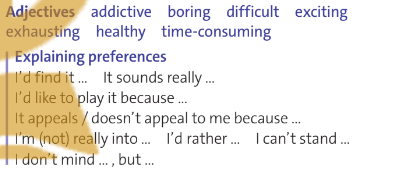 Adjectives addictive boring difficult exciting
exhausting healthy time-consuming
Explaining preferences
I'd find it ... It sounds really ...
I'd like to play it because ...
It appeals / doesn't appeal to me because ...
I'm (not) really into ... I'd rather ... I can't stand ...
I don't mind ... , but ...